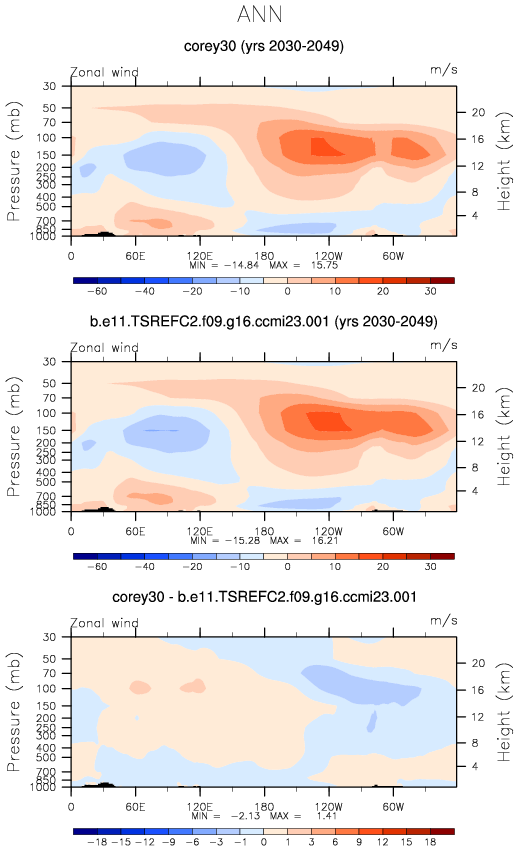 ANN
corey30 (yrs 2030-2049)
Zonal wind m/s
Pressure (mb)
30
50
70
100
150
200
250
300
400
500
700
850
1000
Height (km)
20
16
12
8
4
0 60E 120E 180 120W 60W
MIN = -14.84 MAX = 15.75
-60 -40 -20 -10 0 10 20 30
b.e11.TSREFC2.f09.g16.ccmi23.001 (yrs 2030-2049)
Zonal wind m/s
Pressure (mb)
30
50
70
100
150
200
250
300
400
500
700
850
1000
Height (km)
20
16
12
8
4
0 60E 120E 180 120W 60W
MIN = -15.28 MAX = 16.21
-60 -40 -20 -10 0 10 20 30
corey30 - b.e11.TSREFC2.f09.g16.ccmi23.001
Zonal wind m/s
Pressure (mb)
30
50
70
100
150
200
250
300
400
500
700
850
1000
Height (km)
20
16
12
8
4
0 60E 120E 180 120W 60W
MIN = -2.13 MAX = 1.41
-18 -15 -12 -9 -6 -3 -1 0 1 3 6 9 12 15 18